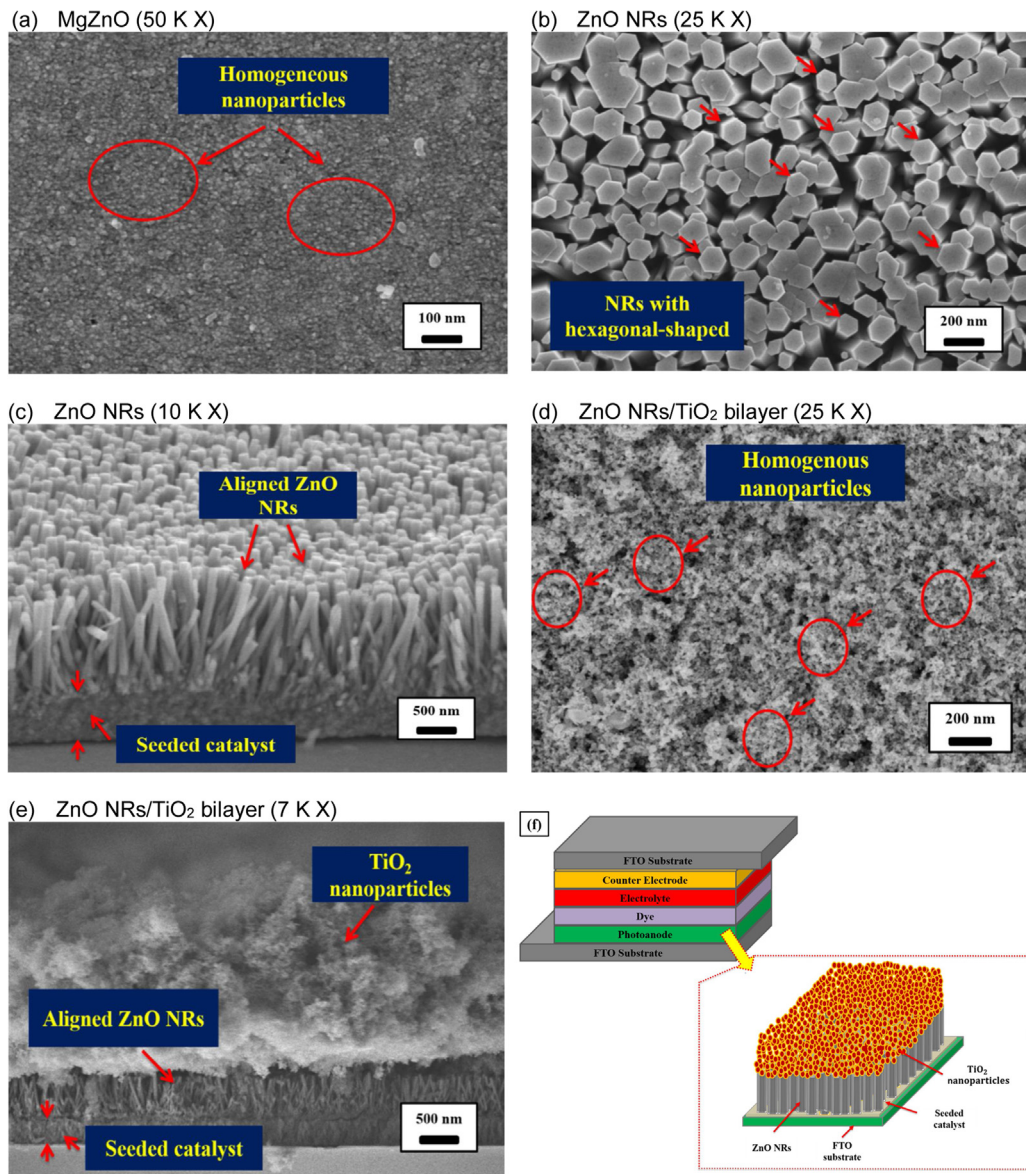 (a) MgZnO (50 K X)
Homogeneous
nanoparticles
100 nm
(b) ZnO NRs (25 K X)
NRs with
hexagonal-shaped
200 nm
(c) ZnO NRs (10 K X)
Aligned ZnO
NRs
Seeded catalyst
500 nm
(d) ZnO NRs/TiO₂ bilayer (25 K X)
Homogenous
nanoparticles
200 nm
(e) ZnO NRs/TiO₂ bilayer (7 K X)
TiO₂
nanoparticles
Aligned ZnO NRs
Seeded catalyst
500 nm
(f)
FTO Substrate
Counter Electrode
Electrolyte
Dye
Photoanode
FTO Substrate
TiO₂
nanoparticles
Seeded
catalyst
ZnO NRs
FTO
substrate